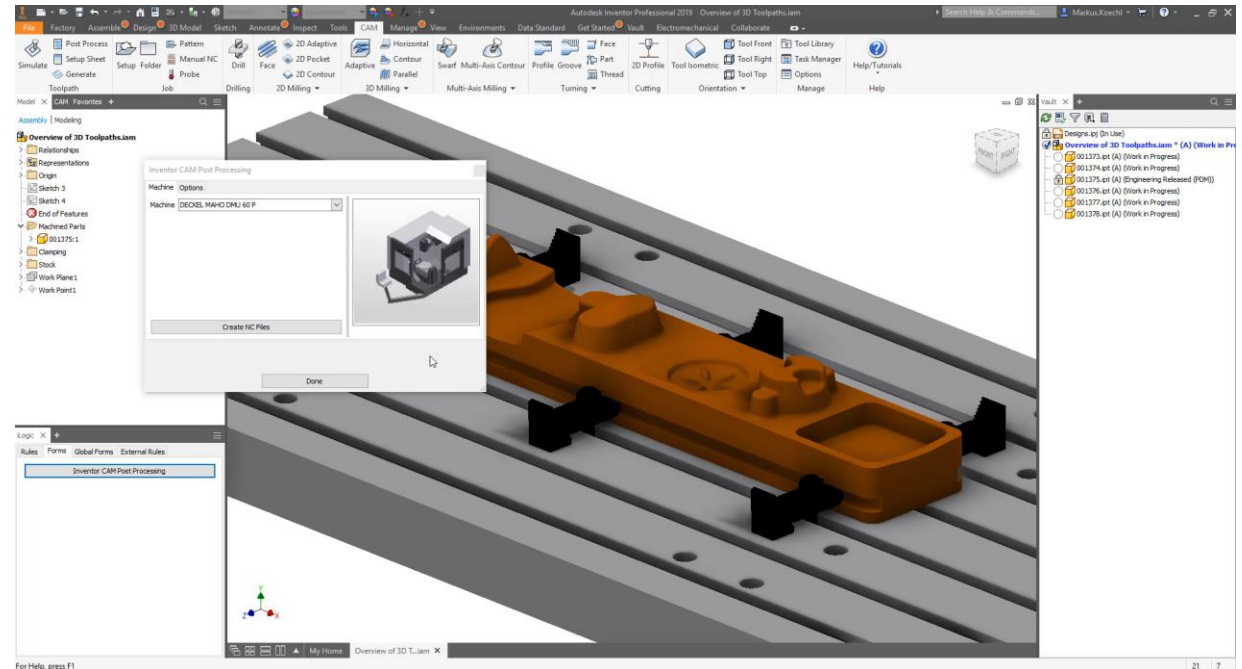 Autodesk Inventor Professional 2019 Overview of 3D Toolpaths.iam
Search Help & Commands...
Markus.Koechl
File Factory Assemble Design 3D Model Sketch Annotate Inspect Tools CAM Manage View Environments Data Standard Get Started Vault Electromechanical Collaborate
Post Process Pattern 2D Adaptive Horizontal Face Tool Front Tool Library
Setup Sheet Manual NC 2D Pocket Contour Part Tool Right Task Manager
Generate Probe 2D Contour Parallel Thread Tool Top Options
Simulate Setup Folder Drill Face Adaptive Swarf Multi-Axis Contour Profile Groove 2D Profile Tool Isometric Help/Tutorials
Toolpath Job Drilling 2D Milling 3D Milling Multi-Axis Milling Turning Cutting Orientation Manage Help
Model CAM Favorites
Assembly | Modeling
Overview of 3D Toolpaths.iam
Relationships
Representations
Origin
Sketch 3
Sketch 4
End of Features
Machined Parts
001375:1
Clamping
Stock
Work Plane1
Work Point1
Inventor CAM Post Processing
Machine Options
Machine DECKEL MAHO DMU 60 P
Create NC Files
Done
iLogic
Rules Forms Global Forms External Rules
Inventor CAM Post Processing
FRONT RIGHT
Y
Z X
My Home Overview of 3D T...iam
Vault
Designs.ipj (In Use)
Overview of 3D Toolpaths.iam * (A) (Work in Pr
001373.ipt (A) (Work in Progress)
001374.ipt (A) (Work in Progress)
001375.ipt (A) (Engineering Released (PDM))
001376.ipt (A) (Work in Progress)
001377.ipt (A) (Work in Progress)
001378.ipt (A) (Work in Progress)
For Help, press F1
21 7